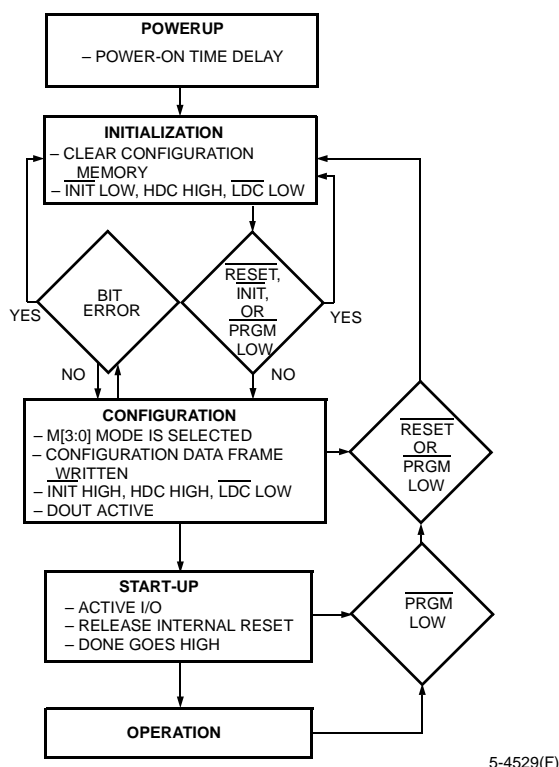 POWERUP
– POWER-ON TIME DELAY
INITIALIZATION
– CLEAR CONFIGURATION
MEMORY
– INIT LOW, HDC HIGH, LDC LOW
YES
BIT
ERROR
NO
RESET,
INIT,
OR
PRGM
LOW
YES
NO
CONFIGURATION
– M[3:0] MODE IS SELECTED
– CONFIGURATION DATA FRAME
WRITTEN
– INIT HIGH, HDC HIGH, LDC LOW
– DOUT ACTIVE
RESET
OR
PRGM
LOW
START-UP
– ACTIVE I/O
– RELEASE INTERNAL RESET
– DONE GOES HIGH
PRGM
LOW
OPERATION
5-4529(F)